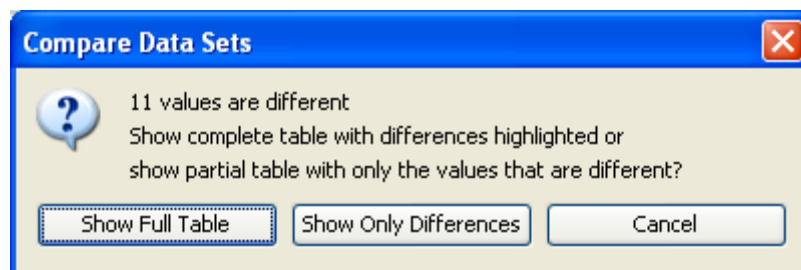 Compare Data Sets
11 values are different
Show complete table with differences highlighted or
show partial table with only the values that are different?
Show Full Table Show Only Differences Cancel